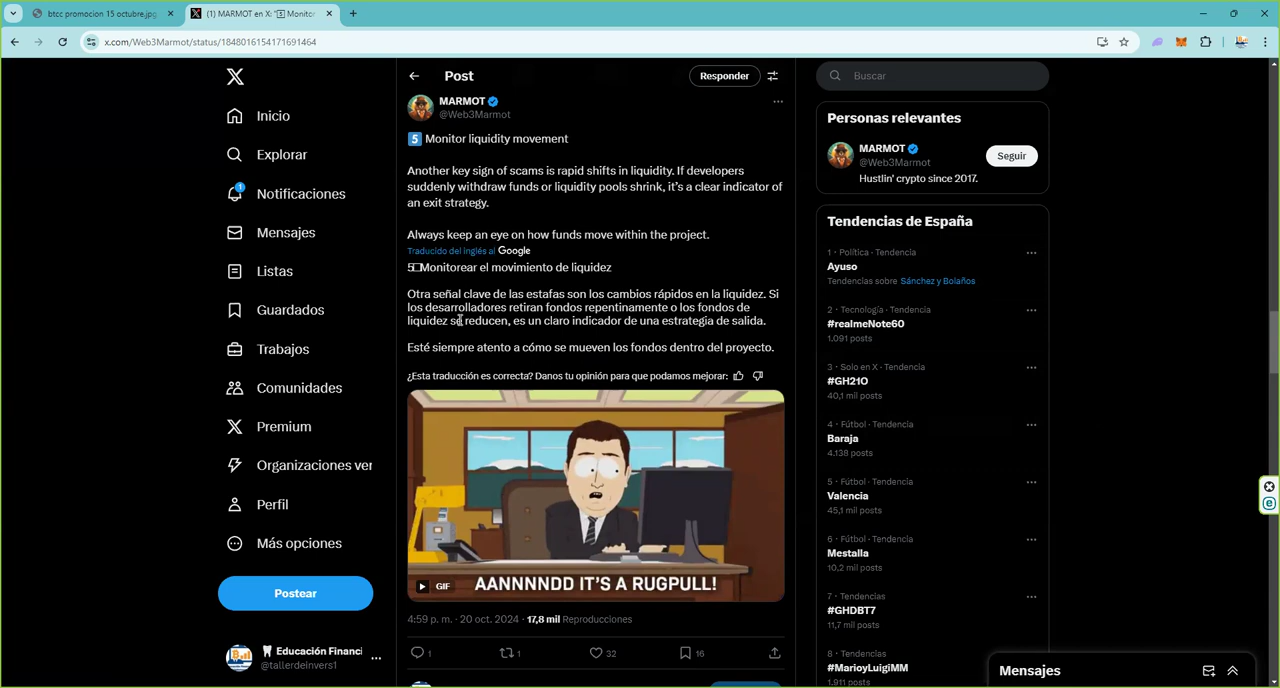 btcc promocion 15 octubre.jpg
(1) MARMOT en X: "5 Monitor
x.com/Web3Marmot/status/1848016154171691464
Inicio
Explorar
1
Notificaciones
Mensajes
Listas
Guardados
Trabajos
Comunidades
Premium
Organizaciones ver
Perfil
Más opciones
Postear
Educación Financi
@tallerdeinvers1
Post
Responder
MARMOT
@Web3Marmot
5 Monitor liquidity movement
Another key sign of scams is rapid shifts in liquidity. If developers
suddenly withdraw funds or liquidity pools shrink, it's a clear indicator of
an exit strategy.
Always keep an eye on how funds move within the project.
Traducido del inglés al Google
5□Monitorear el movimiento de liquidez
Otra señal clave de las estafas son los cambios rápidos en la liquidez. Si
los desarrolladores retiran fondos repentinamente o los fondos de
liquidez se reducen, es un claro indicador de una estrategia de salida.
Esté siempre atento a cómo se mueven los fondos dentro del proyecto.
¿Esta traducción es correcta? Danos tu opinión para que podamos mejorar:
GIF
AANNNNDD IT'S A RUGPULL!
4:59 p. m. · 20 oct. 2024 · 17,8 mil Reproducciones
1
1
32
16
Buscar
Personas relevantes
MARMOT
@Web3Marmot
Seguir
Hustlin' crypto since 2017.
Tendencias de España
1 · Política · Tendencia
Ayuso
Tendencias sobre Sánchez y Bolaños
2 · Tecnología · Tendencia
#realmeNote60
1.091 posts
3 · Solo en X · Tendencia
#GH21O
40,1 mil posts
4 · Fútbol · Tendencia
Baraja
4.138 posts
5 · Fútbol · Tendencia
Valencia
45,1 mil posts
6 · Fútbol · Tendencia
Mestalla
10,2 mil posts
7 · Tendencias
#GHDBT7
11,7 mil posts
8 · Tendencias
#MarioyLuigiMM
1.911 posts
Mensajes